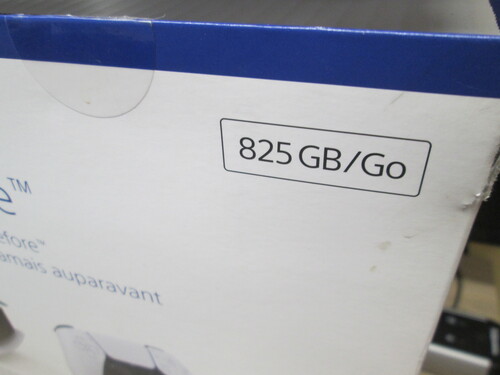 825 GB/Go
e™
efore™
amais auparavant